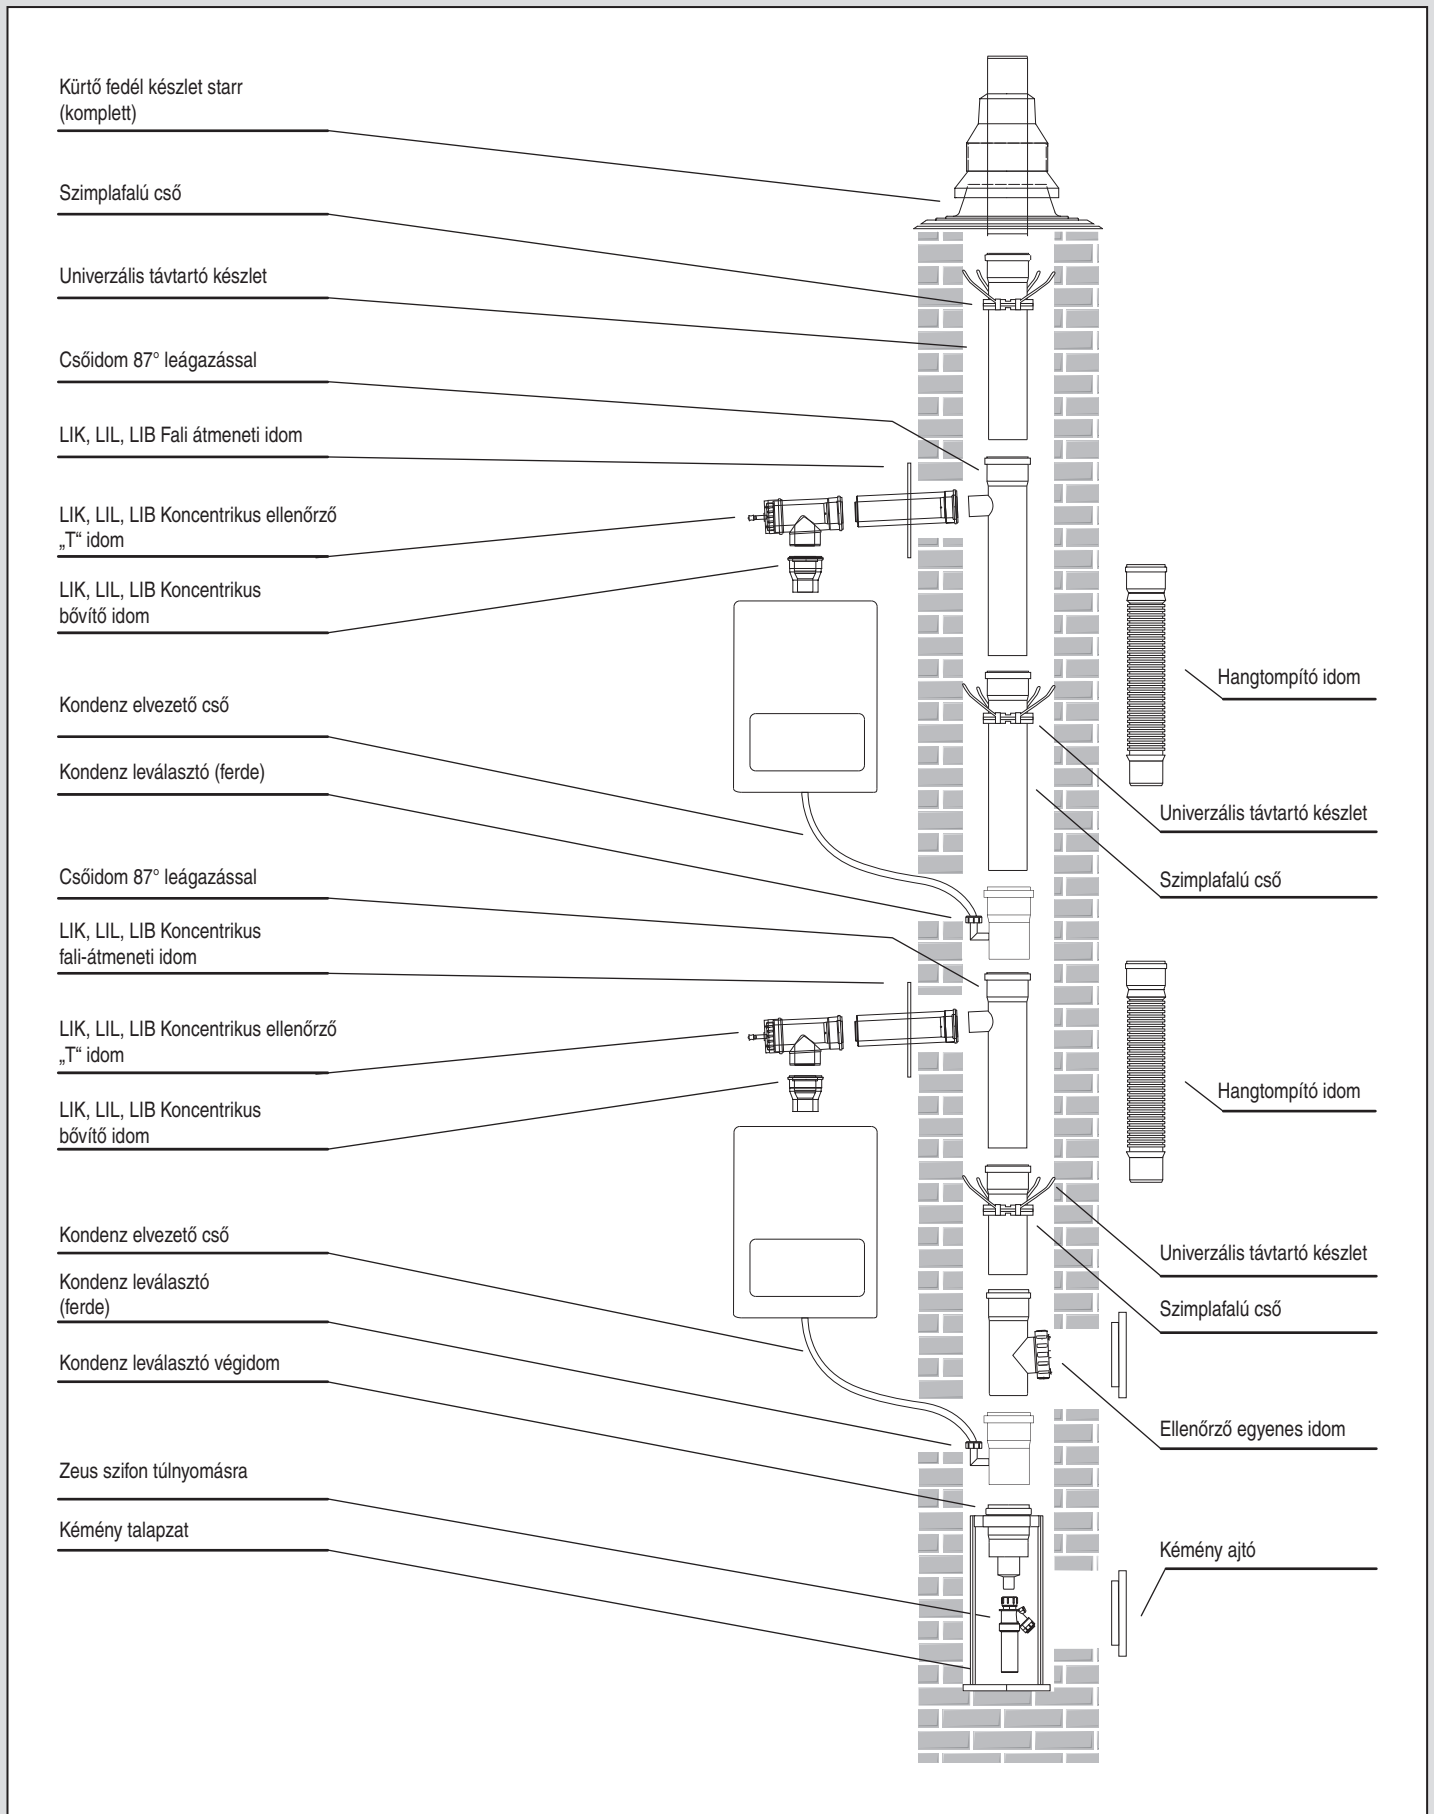 Kürtő fedél készlet starr
(komplett)
Szimplafalú cső
Univerzális távtartó készlet
Csőidom 87° leágazással
LIK, LIL, LIB Fali átmeneti idom
LIK, LIL, LIB Koncentrikus ellenőrző
„T“ idom
LIK, LIL, LIB Koncentrikus
bővítő idom
Kondenz elvezető cső
Kondenz leválasztó (ferde)
Csőidom 87° leágazással
LIK, LIL, LIB Koncentrikus
fali-átmeneti idom
LIK, LIL, LIB Koncentrikus ellenőrző
„T“ idom
LIK, LIL, LIB Koncentrikus
bővítő idom
Kondenz elvezető cső
Kondenz leválasztó
(ferde)
Kondenz leválasztó végidom
Zeus szifon túlnyomásra
Kémény talapzat
Hangtompító idom
Univerzális távtartó készlet
Szimplafalú cső
Hangtompító idom
Univerzális távtartó készlet
Szimplafalú cső
Ellenőrző egyenes idom
Kémény ajtó